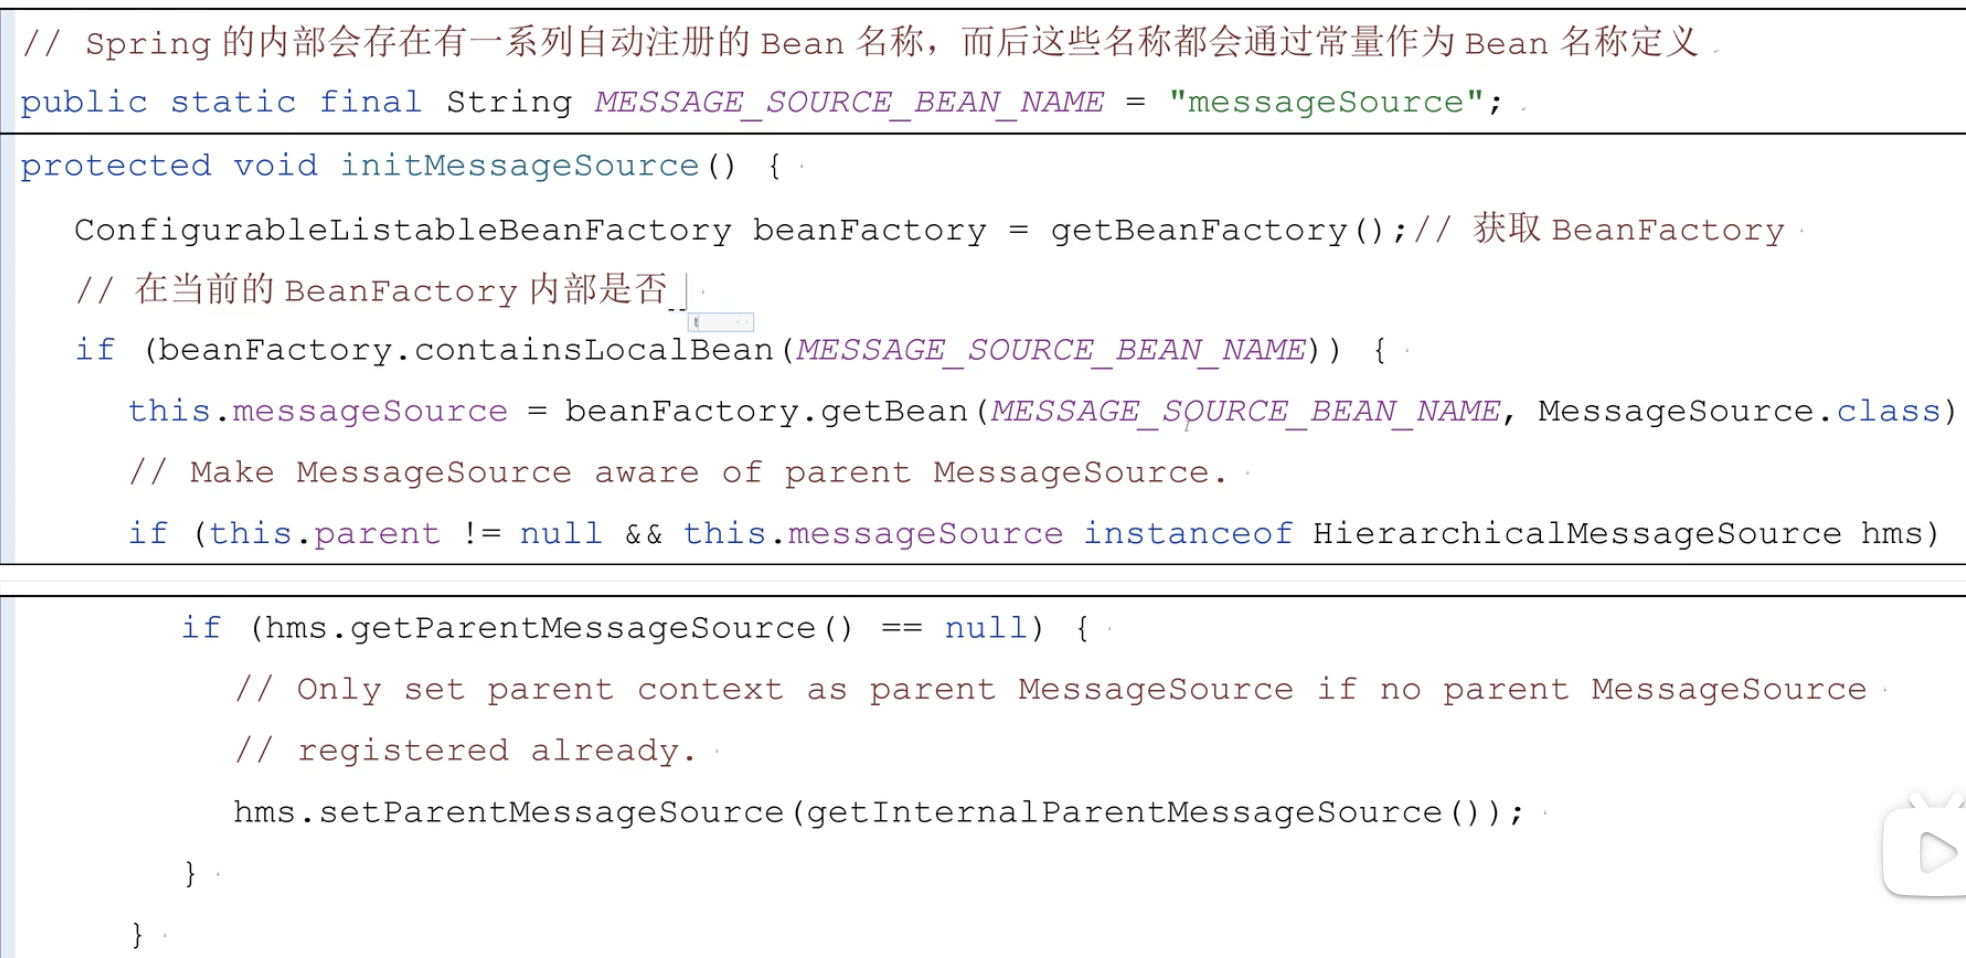 // Spring 的内部会存在有一系列自动注册的 Bean 名称，而后这些名称都会通过常量作为 Bean 名称定义
public static final String MESSAGE_SOURCE_BEAN_NAME = "messageSource";
protected void initMessageSource() {
ConfigurableListableBeanFactory beanFactory = getBeanFactory();// 获取 BeanFactory
// 在当前的 BeanFactory 内部是否
if (beanFactory.containsLocalBean(MESSAGE_SOURCE_BEAN_NAME)) {
this.messageSource = beanFactory.getBean(MESSAGE_SOURCE_BEAN_NAME, MessageSource.class)
// Make MessageSource aware of parent MessageSource.
if (this.parent != null && this.messageSource instanceof HierarchicalMessageSource hms)
if (hms.getParentMessageSource() == null) {
// Only set parent context as parent MessageSource if no parent MessageSource
// registered already.
hms.setParentMessageSource(getInternalParentMessageSource());
}
}